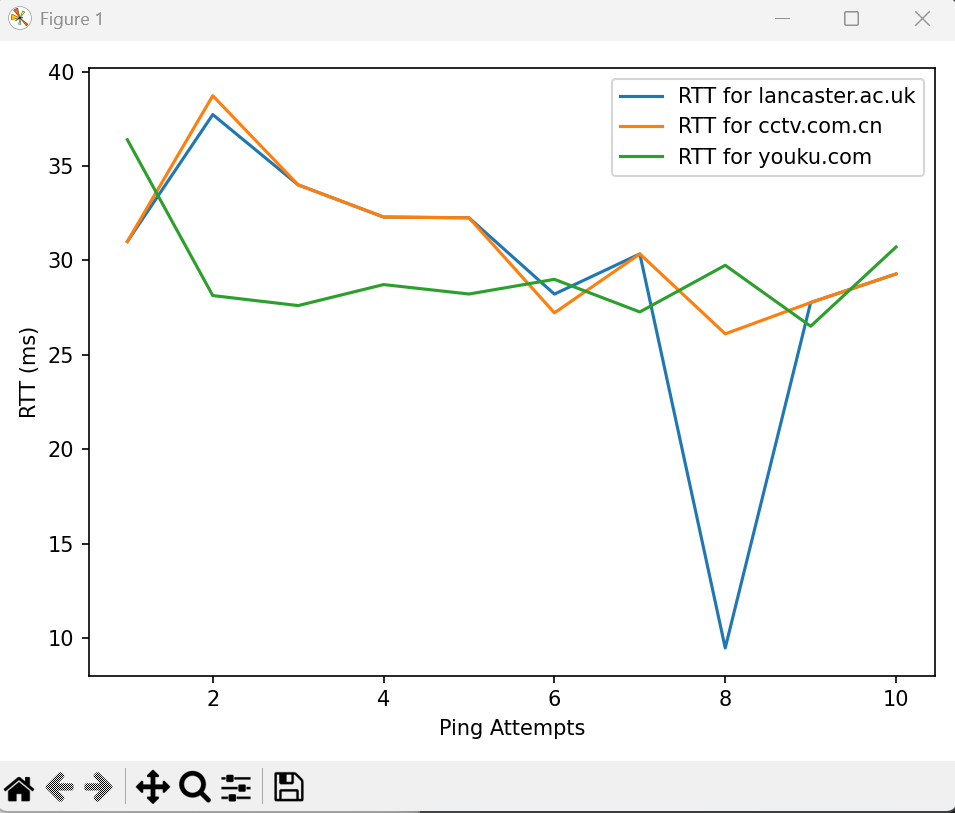 Figure 1
40
35
30
25
20
15
10
RTT (ms)
RTT for lancaster.ac.uk
RTT for cctv.com.cn
RTT for youku.com
2 4 6 8 10
Ping Attempts